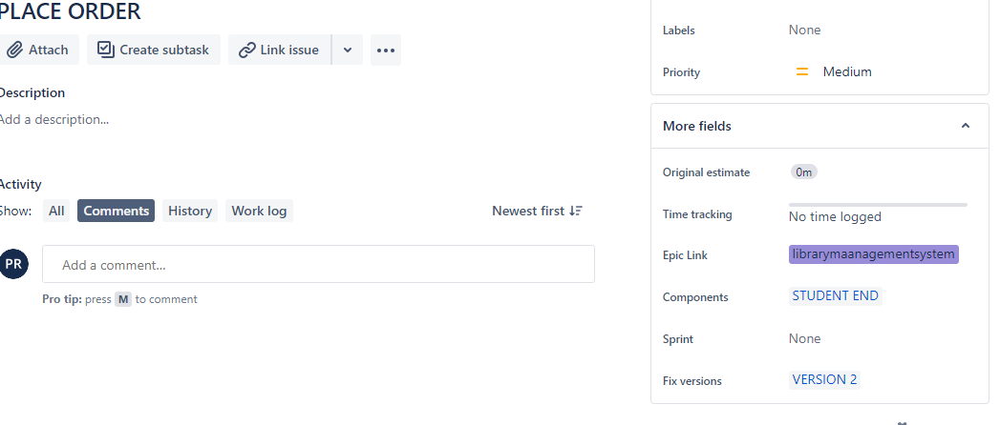 PLACE ORDER
Attach
Create subtask
Link issue
Description
Add a description...
Activity
Show:
All
Comments
History
Work log
Newest first
PR
Add a comment...
Pro tip: press M to comment
Labels
None
Priority
Medium
More fields
Original estimate
0m
Time tracking
No time logged
Epic Link
librarymaanagementsystem
Components
STUDENT END
Sprint
None
Fix versions
VERSION 2